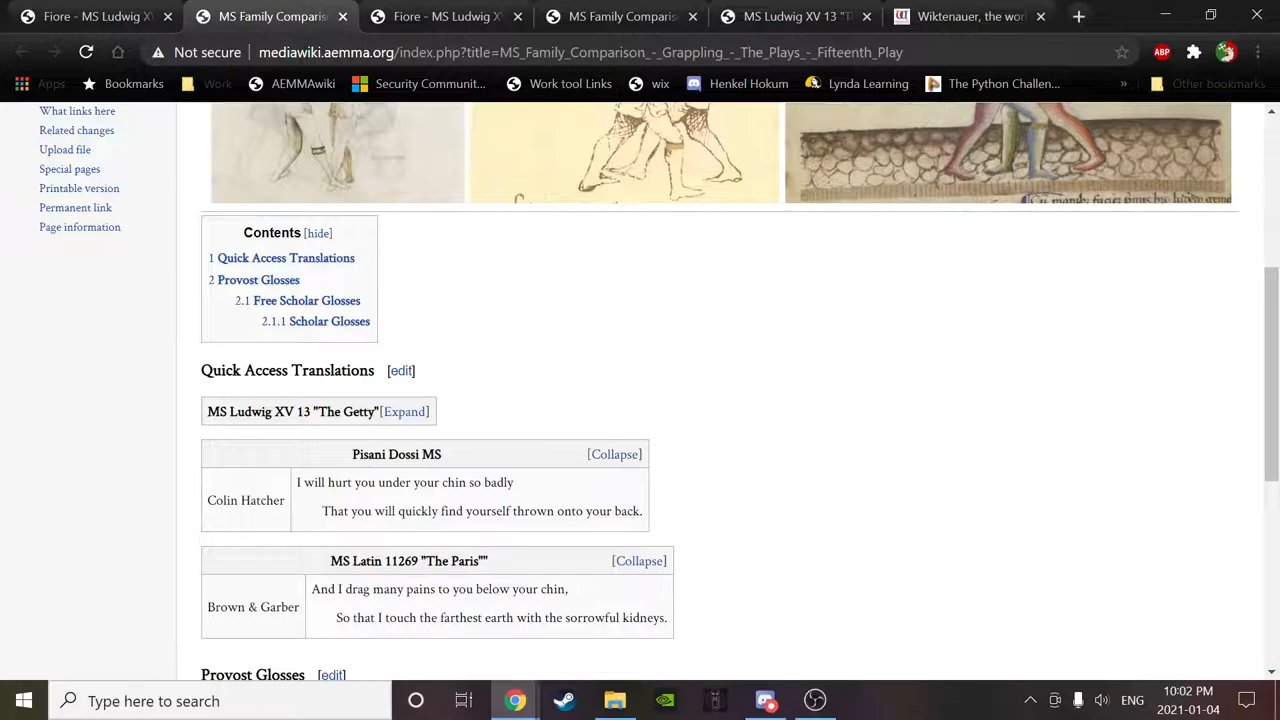 Fiore - MS Ludwig XV
MS Family Comparis
Fiore - MS Ludwig XV
MS Family Comparis
MS Ludwig XV 13 "T
Wiktenauer, the wor
Not secure
mediawiki.aemma.org/index.php?title=MS_Family_Comparison_-_Grappling_-_The_Plays_-_Fifteenth_Play
ABP
Apps
Bookmarks
Work
AEMMAwiki
Security Communit...
Work tool Links
wix
Henkel Hokum
Lynda Learning
The Python Challen...
»
Other bookmarks
What links here
Related changes
Upload file
Special pages
Printable version
Permanent link
Page information
Contents [hide]
1 Quick Access Translations
2 Provost Glosses
2.1 Free Scholar Glosses
2.1.1 Scholar Glosses
Quick Access Translations [edit]
MS Ludwig XV 13 "The Getty"[Expand]
Pisani Dossi MS [Collapse]
Colin Hatcher
I will hurt you under your chin so badly
That you will quickly find yourself thrown onto your back.
MS Latin 11269 "The Paris"" [Collapse]
Brown & Garber
And I drag many pains to you below your chin,
So that I touch the farthest earth with the sorrowful kidneys.
Provost Glosses [edit]
Type here to search
ENG
10:02 PM
2021-01-04